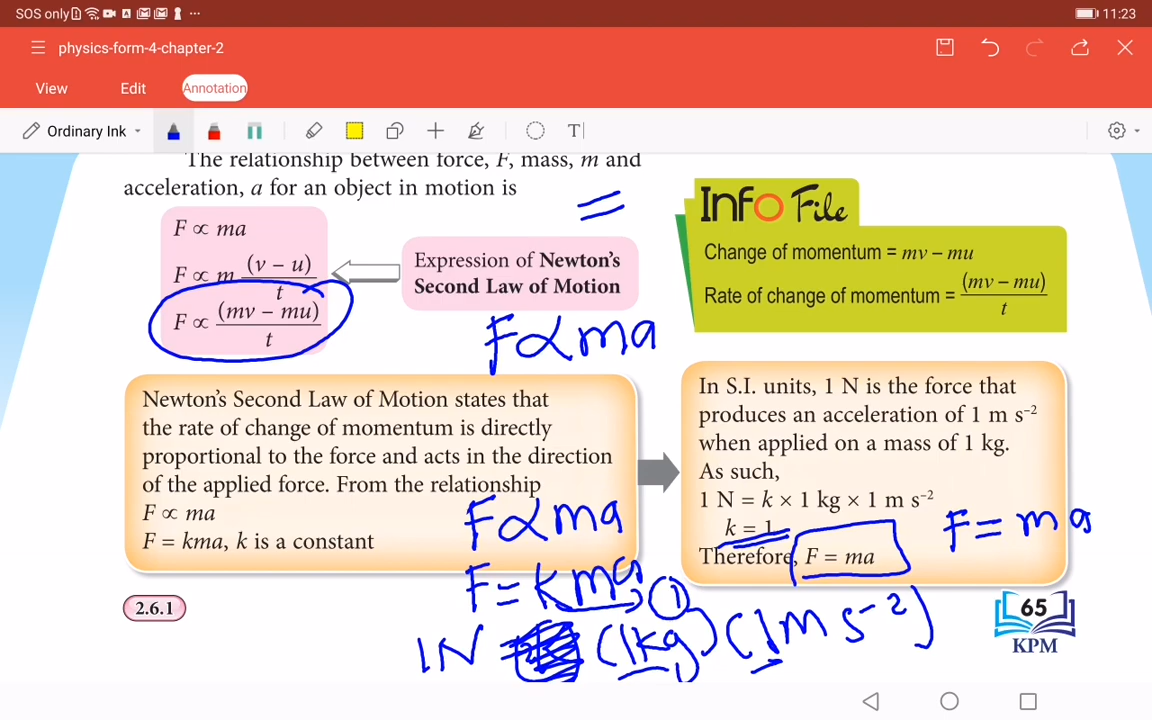 SOS only 11:23
physics-form-4-chapter-2
View Edit Annotation
Ordinary Ink T
The relationship between force, F, mass, m and
acceleration, a for an object in motion is
=
F ∝ ma
F ∝ m (v – u)/t
F ∝ (mv – mu)/t
Expression of Newton's
Second Law of Motion
Info File
Change of momentum = mv – mu
Rate of change of momentum = (mv – mu)/t
F ∝ ma
Newton's Second Law of Motion states that
the rate of change of momentum is directly
proportional to the force and acts in the direction
of the applied force. From the relationship
F ∝ ma
F = kma, k is a constant
F ∝ ma
F = kma ①
1N = (1kg) (1m s⁻²)
In S.I. units, 1 N is the force that
produces an acceleration of 1 m s⁻²
when applied on a mass of 1 kg.
As such,
1 N = k × 1 kg × 1 m s⁻²
k = 1
Therefore, F = ma
F = ma
2.6.1
65
KPM